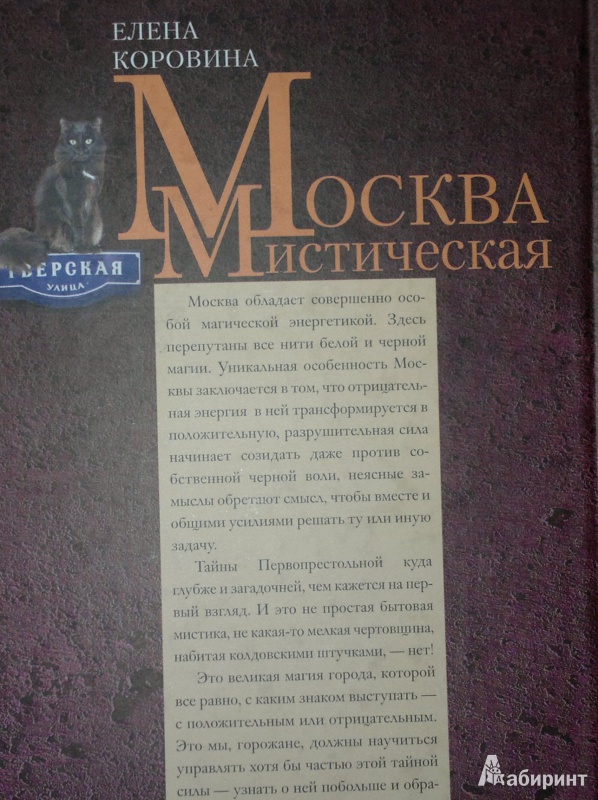 ЕЛЕНА
КОРОВИНА
МОСКВА
МИСТИЧЕСКАЯ
ТВЕРСКАЯ
УЛИЦА
Москва обладает совершенно осо-
бой магической энергетикой. Здесь
перепутаны все нити белой и черной
магии. Уникальная особенность Мос-
квы заключается в том, что отрицатель-
ная энергия в ней трансформируется в
положительную, разрушительная сила
начинает созидать даже против со-
бственной черной воли, неясные за-
мыслы обретают смысл, чтобы вместе и
общими усилиями решать ту или иную
задачу.
Тайны Первопрестольной куда
глубже и загадочней, чем кажется на пер-
вый взгляд. И это не простая бытовая
мистика, не какая-то мелкая чертовщина,
набитая колдовскими штучками, — нет!
Это великая магия города, которой
все равно, с каким знаком выступать —
с положительным или отрицательным.
Это мы, горожане, должны научиться
управлять хотя бы частью этой тайной
силы — узнать о ней побольше и обра-
Лабиринт